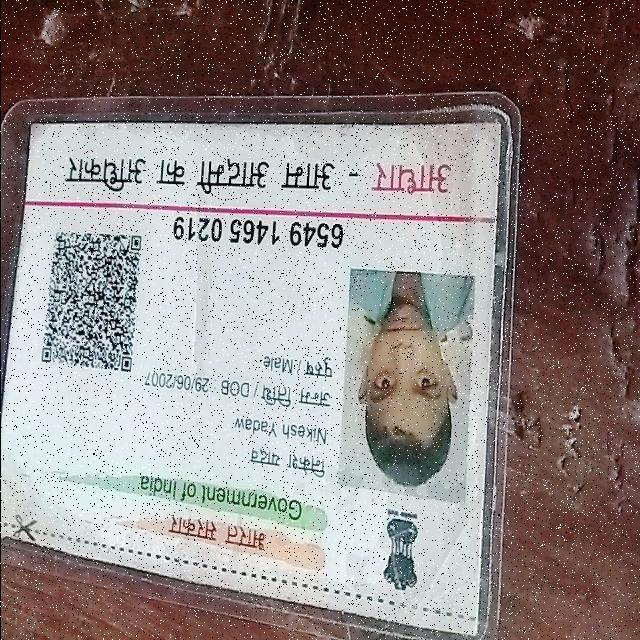 भारत सरकार
Government of India
निकेश यादव
Nikesh Yadaw
जन्म तिथि / DOB : 29/06/2007
पुरुष / Male
6549 1465 0219
आधार - आम आदमी का अधिकार